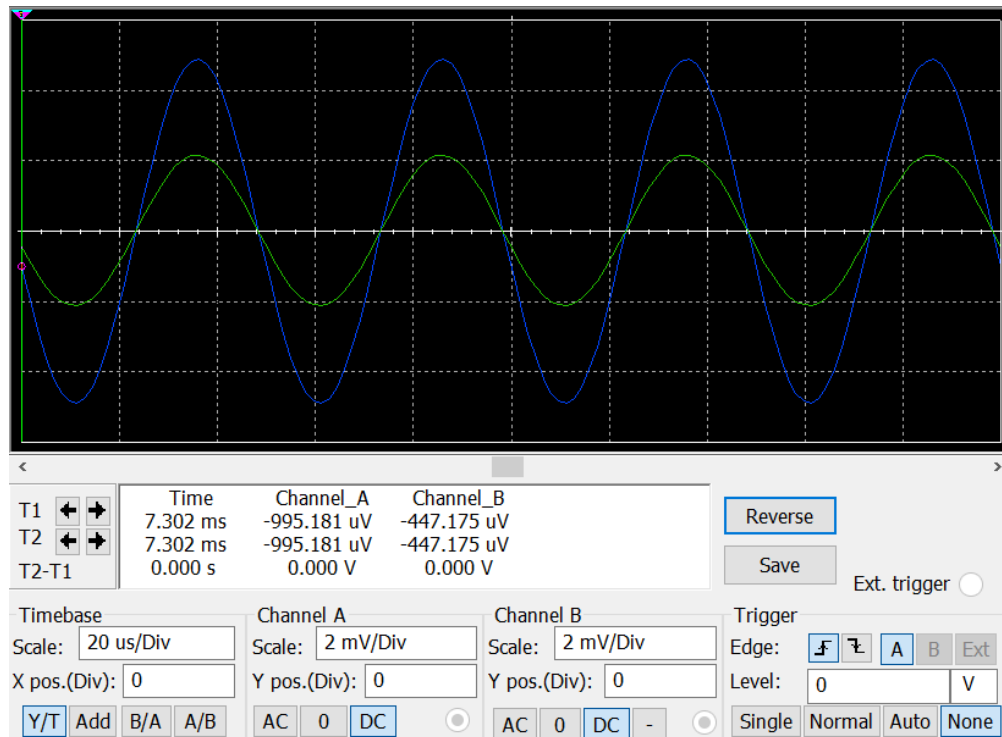 Time Channel_A Channel_B
T1 7.302 ms -995.181 uV -447.175 uV
T2 7.302 ms -995.181 uV -447.175 uV
T2-T1 0.000 s 0.000 V 0.000 V
Reverse
Save
Ext. trigger
Timebase
Scale: 20 us/Div
X pos.(Div): 0
Y/T Add B/A A/B
Channel A
Scale: 2 mV/Div
Y pos.(Div): 0
AC 0 DC
Channel B
Scale: 2 mV/Div
Y pos.(Div): 0
AC 0 DC -
Trigger
Edge: A B Ext
Level: 0 V
Single Normal Auto None